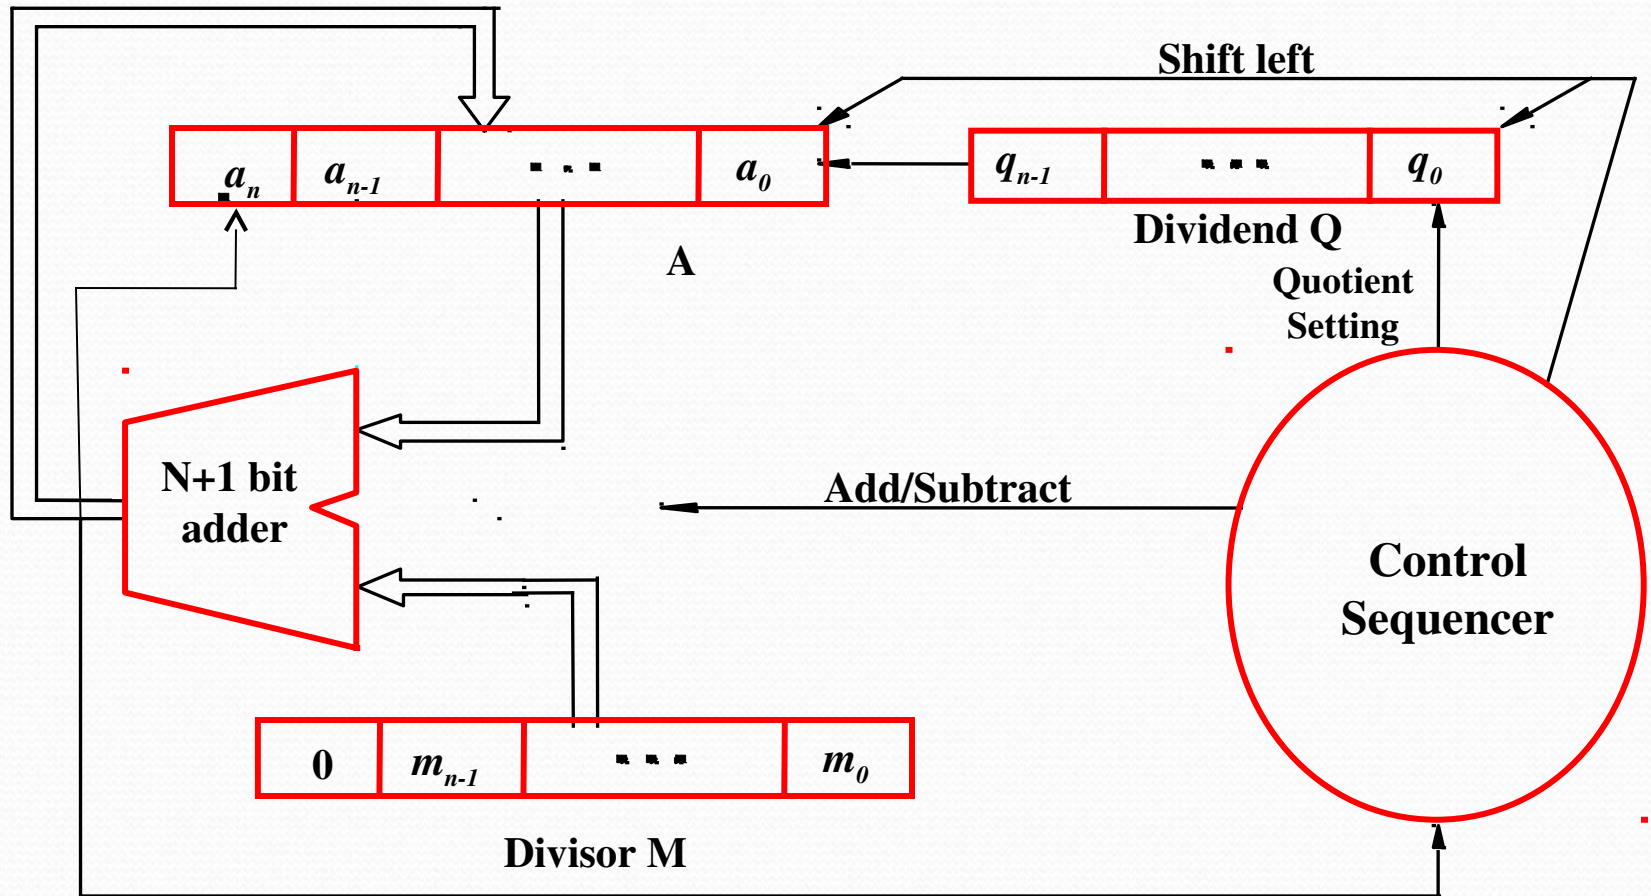 Shift left
aₙ aₙ₋₁ ... a₀
qₙ₋₁ ... q₀
Dividend Q
A
Quotient
Setting
N+1 bit
adder
Add/Subtract
Control
Sequencer
0 mₙ₋₁ ... m₀
Divisor M